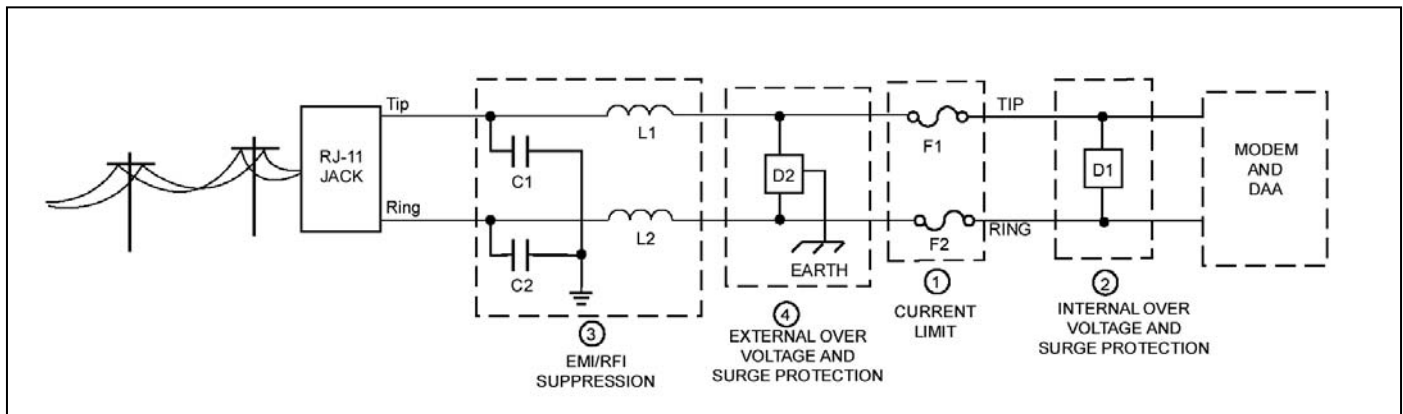 RJ-11
JACK
Tip
Ring
C1
C2
L1
L2
③
EMI/RFI
SUPPRESSION
D2
EARTH
④
EXTERNAL OVER
VOLTAGE AND
SURGE PROTECTION
F1
F2
①
CURRENT
LIMIT
TIP
RING
D1
②
INTERNAL OVER
VOLTAGE AND
SURGE PROTECTION
MODEM
AND
DAA